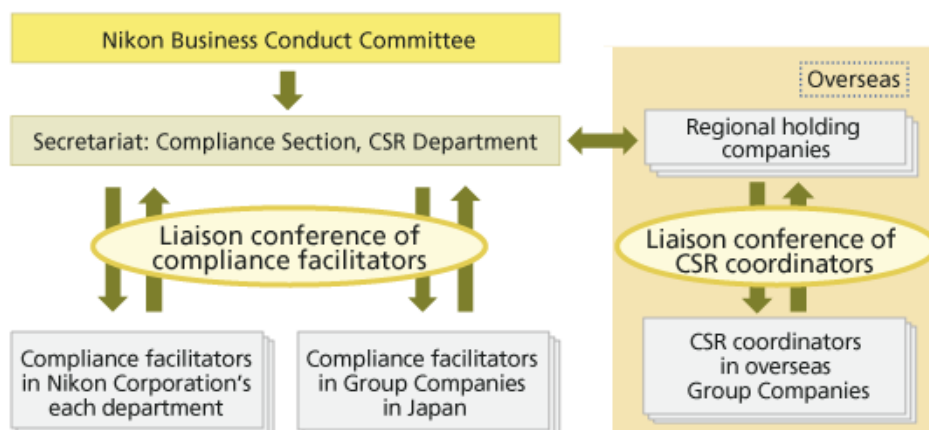 Nikon Business Conduct Committee
Overseas
Secretariat: Compliance Section, CSR Department
Regional holding
companies
Liaison conference of
compliance facilitators
Liaison conference of
CSR coordinators
Compliance facilitators
in Nikon Corporation's
each department
Compliance facilitators
in Group Companies
in Japan
CSR coordinators
in overseas
Group Companies